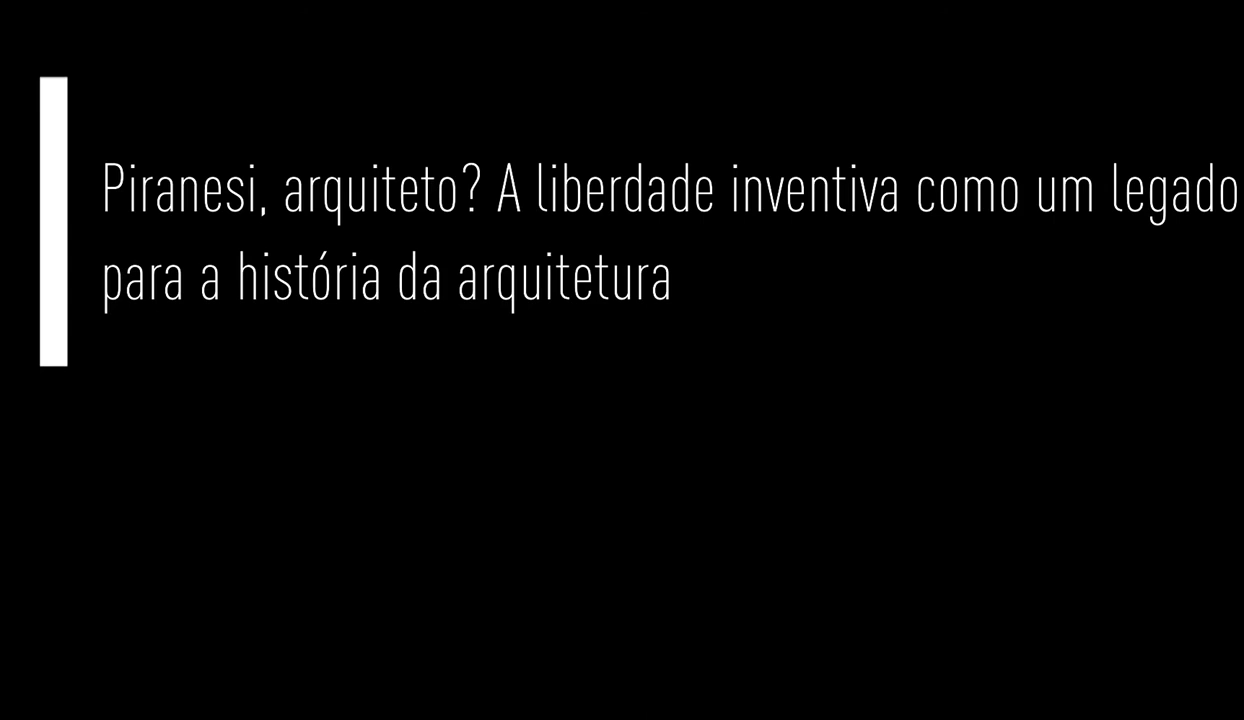 Piranesi, arquiteto? A liberdade inventiva como um legado
para a história da arquitetura